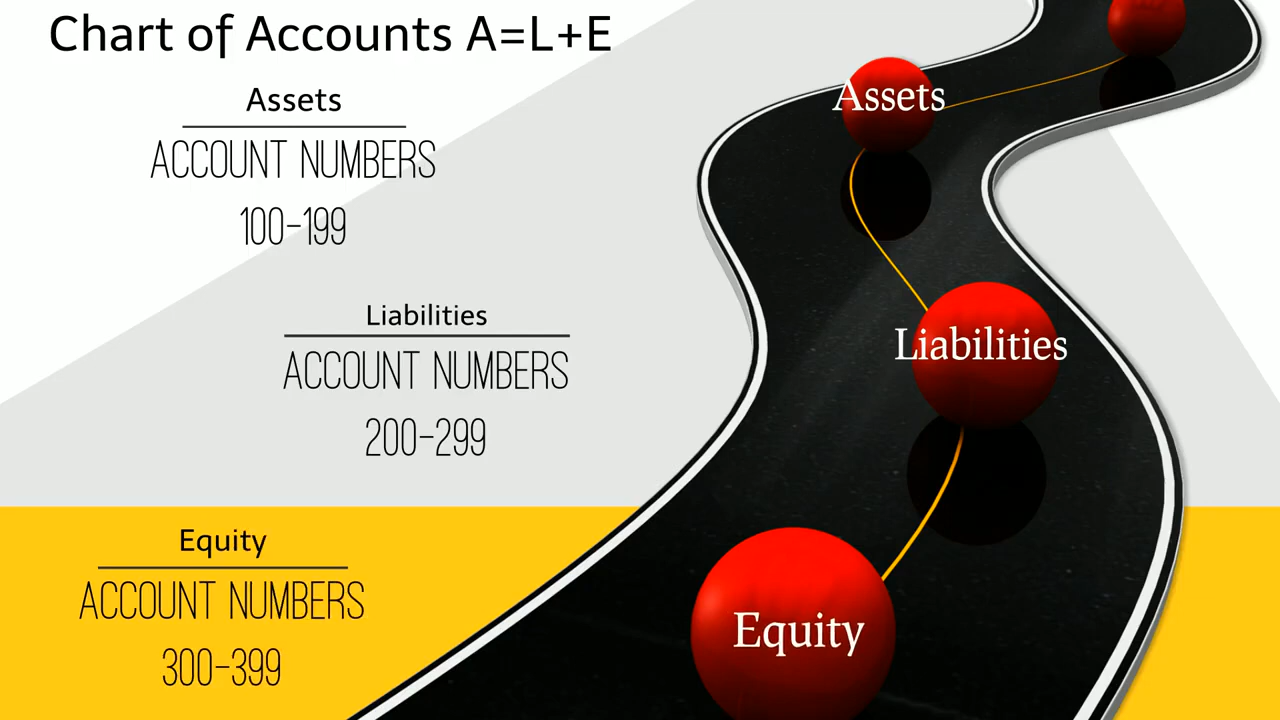 Chart of Accounts A=L+E
Assets
ACCOUNT NUMBERS
100-199
Liabilities
ACCOUNT NUMBERS
200-299
Equity
ACCOUNT NUMBERS
300-399
Assets
Liabilities
Equity